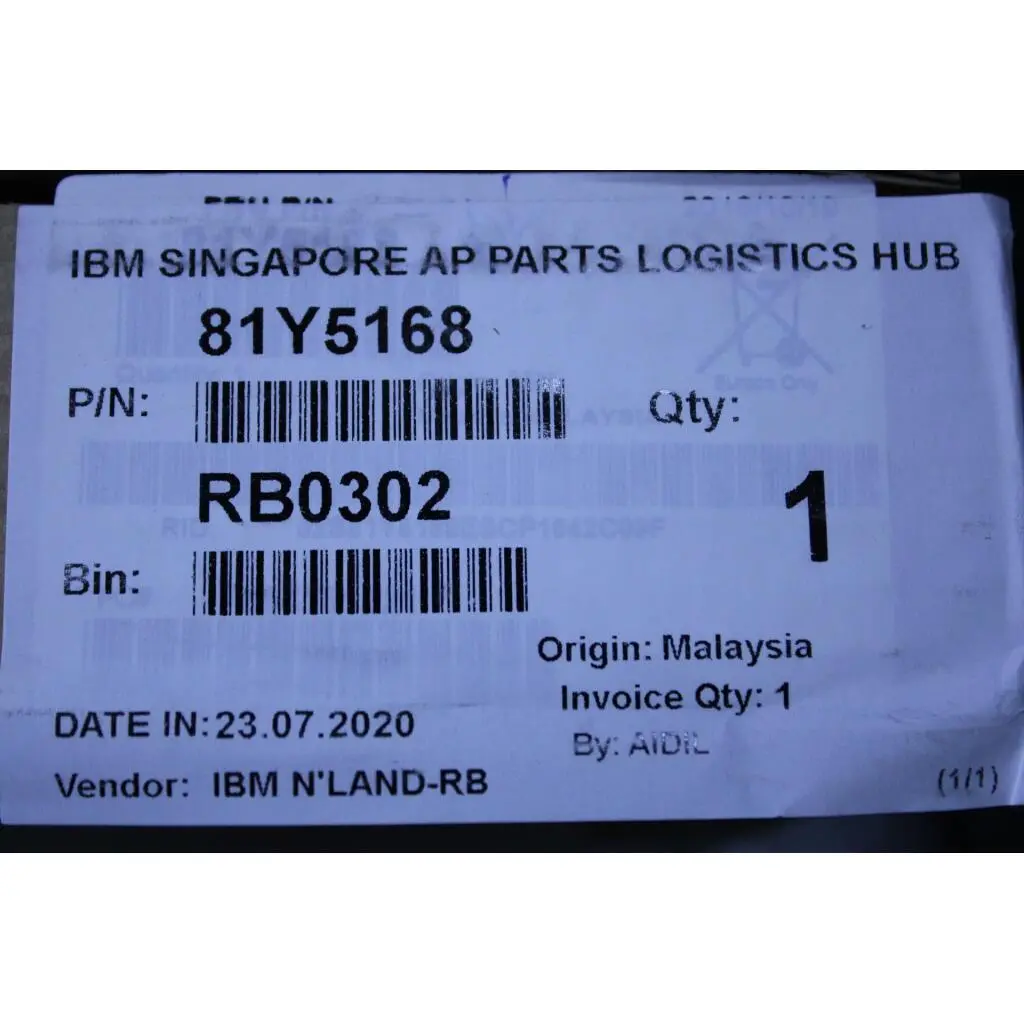 IBM SINGAPORE AP PARTS LOGISTICS HUB
81Y5168
P/N:
Qty:
RB0302
1
Bin:
Origin: Malaysia
Invoice Qty: 1
DATE IN: 23.07.2020
By: AIDIL
Vendor: IBM N'LAND-RB
(1/1)